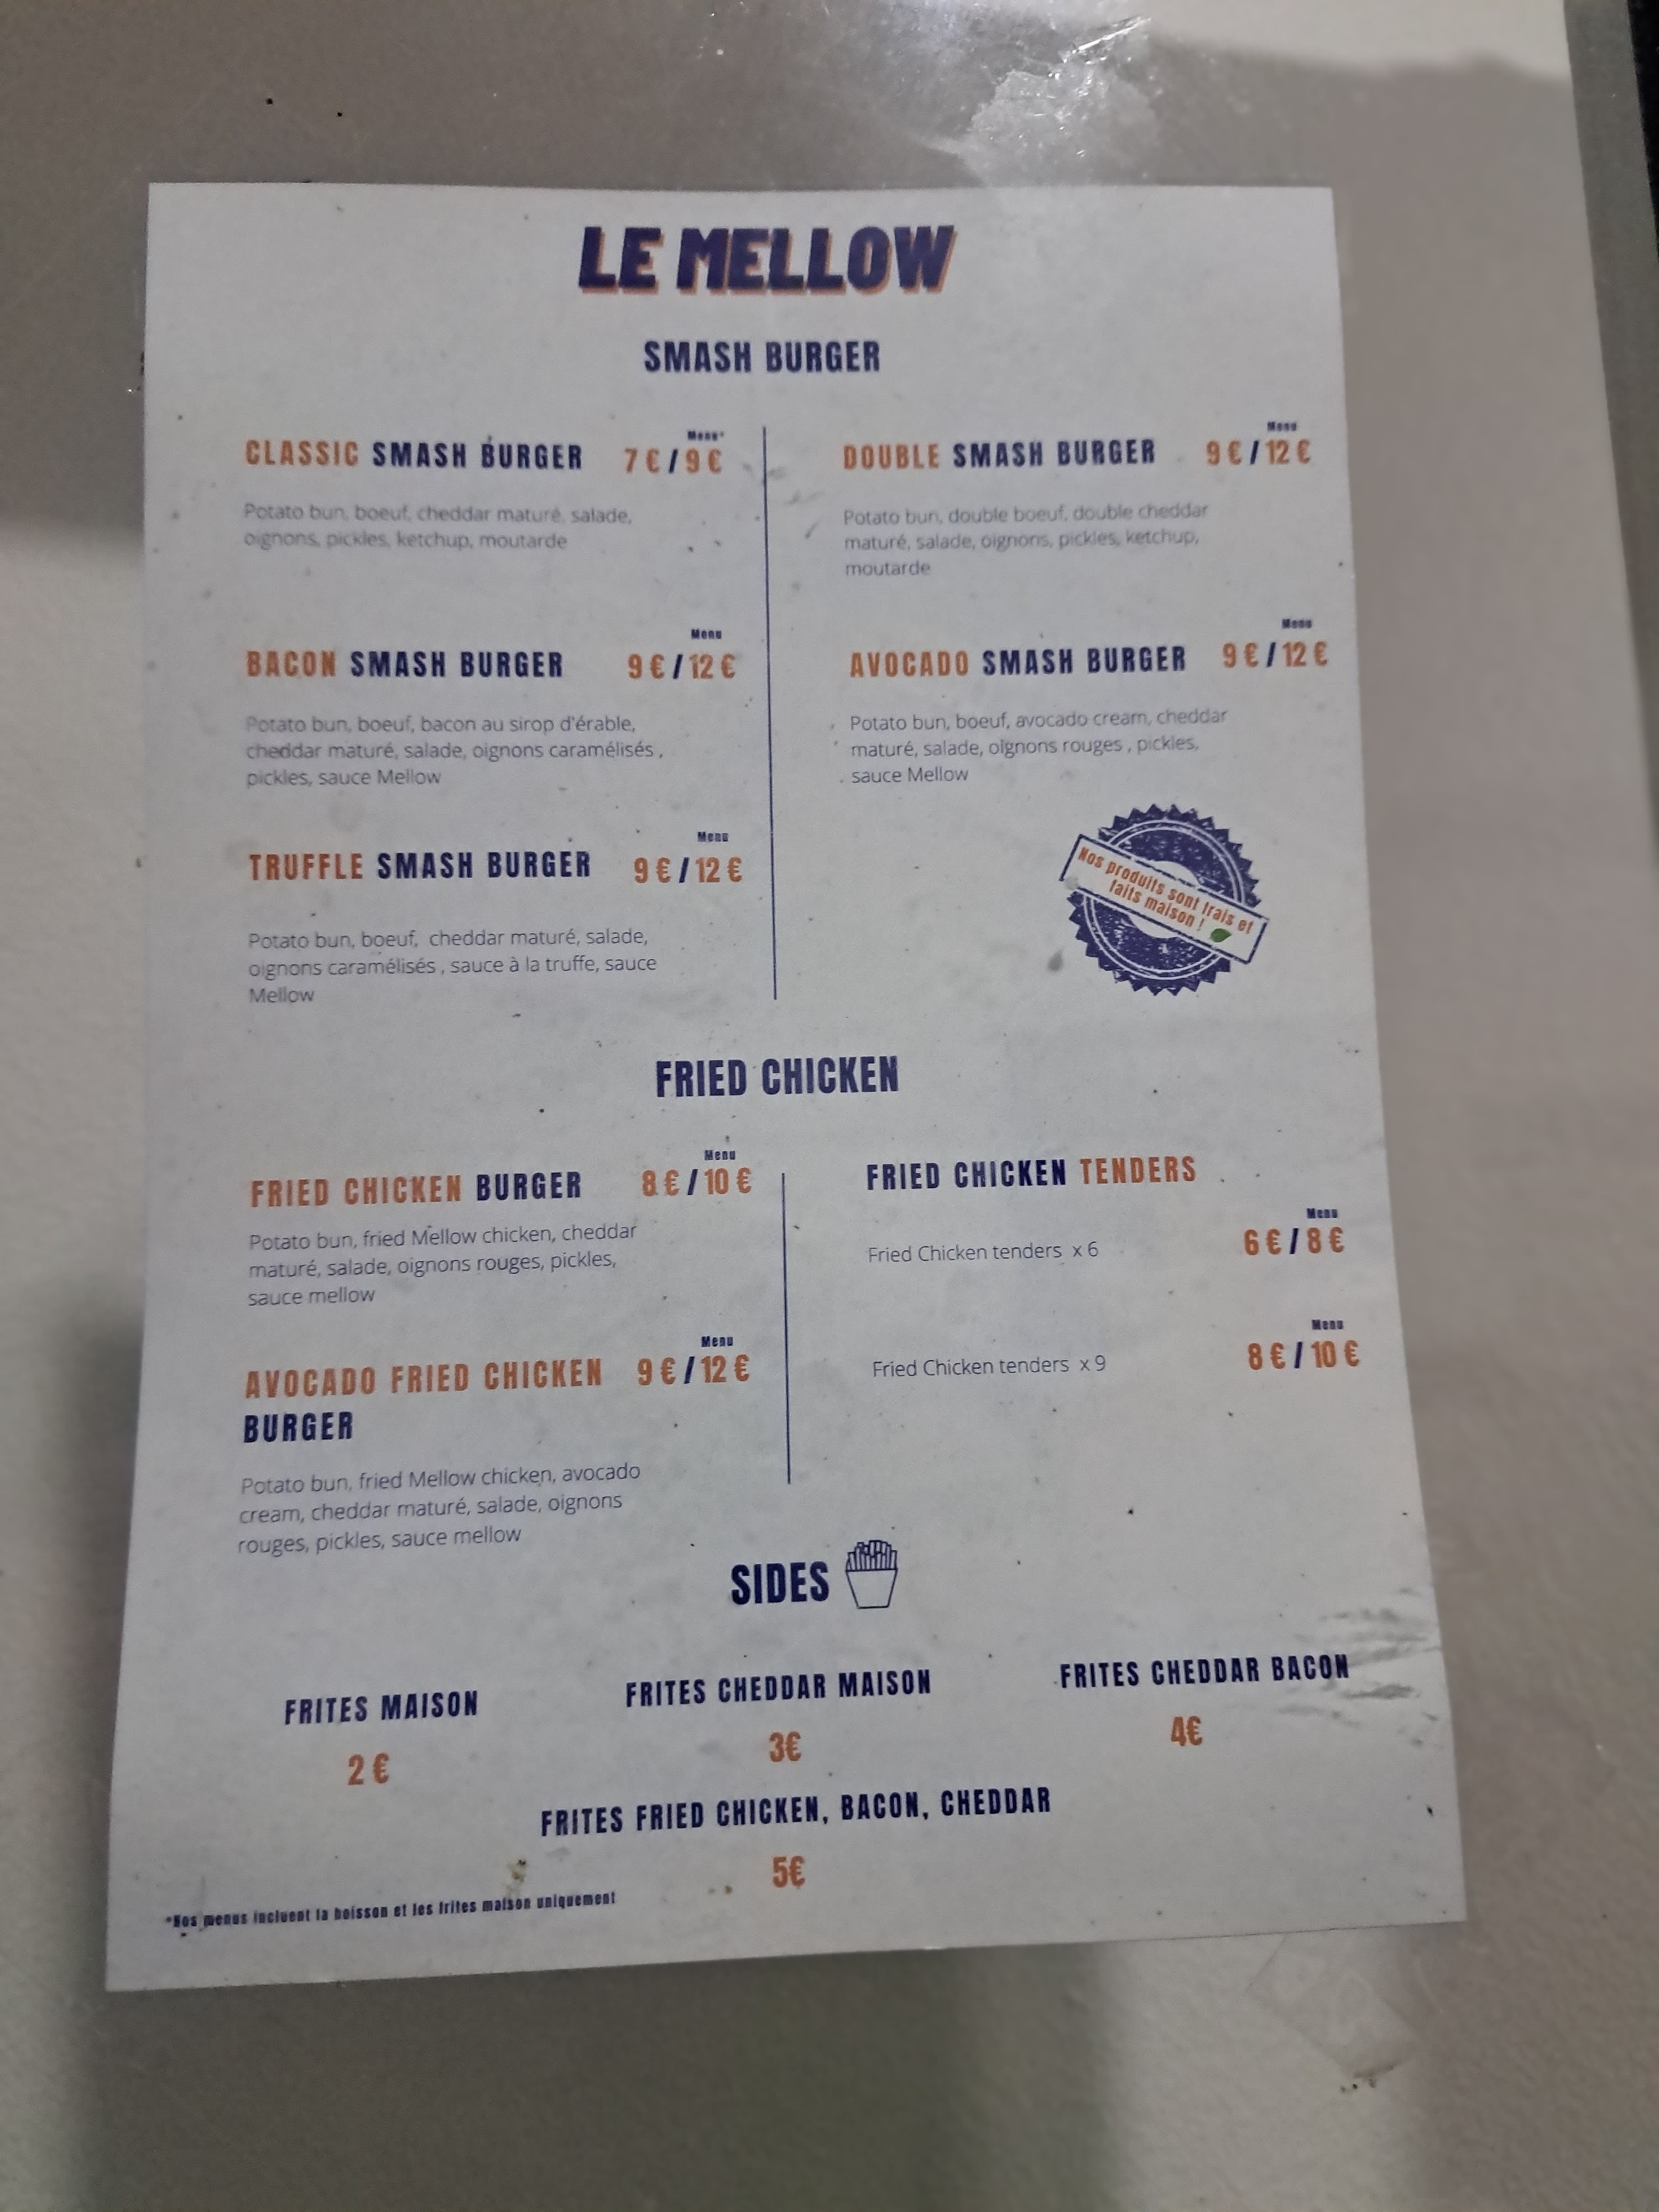 LE MELLOW
SMASH BURGER
Menu*
CLASSIC SMASH BURGER 7 € / 9 €
Potato bun, boeuf, cheddar maturé, salade,
oignons, pickles, ketchup, moutarde
Menu
DOUBLE SMASH BURGER 9 € / 12 €
Potato bun, double boeuf, double cheddar
maturé, salade, oignons, pickles, ketchup,
moutarde
Menu
BACON SMASH BURGER 9 € / 12 €
Potato bun, boeuf, bacon au sirop d'érable,
cheddar maturé, salade, oignons caramélisés ,
pickles, sauce Mellow
Menu
AVOCADO SMASH BURGER 9 € / 12 €
Potato bun, boeuf, avocado cream, cheddar
maturé, salade, oignons rouges , pickles,
sauce Mellow
Menu
TRUFFLE SMASH BURGER 9 € / 12 €
Potato bun, boeuf, cheddar maturé, salade,
oignons caramélisés , sauce à la truffe, sauce
Mellow
Nos produits sont frais et
faits maison !
FRIED CHICKEN
Menu
FRIED CHICKEN BURGER 8 € / 10 €
Potato bun, fried Mellow chicken, cheddar
maturé, salade, oignons rouges, pickles,
sauce mellow
Menu
AVOCADO FRIED CHICKEN 9 € / 12 €
BURGER
Potato bun, fried Mellow chicken, avocado
cream, cheddar maturé, salade, oignons
rouges, pickles, sauce mellow
FRIED CHICKEN TENDERS
Menu
Fried Chicken tenders x 6 6 € / 8 €
Menu
Fried Chicken tenders x 9 8 € / 10 €
SIDES
FRITES MAISON
2 €
FRITES CHEDDAR MAISON
3€
FRITES CHEDDAR BACON
4€
FRITES FRIED CHICKEN, BACON, CHEDDAR
5€
*Nos menus incluent la boisson et les frites maison uniquement